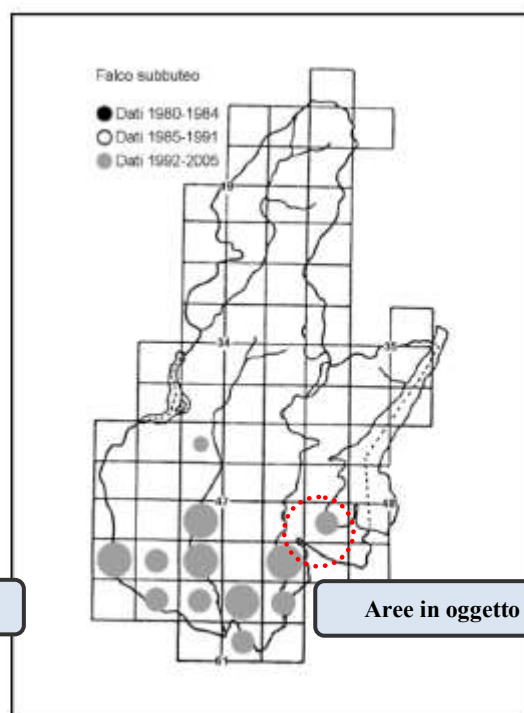 Falco subbuteo
Dati 1980-1984
Dati 1985-1991
Dati 1992-2005
19
34
35
47
48
Aree in oggetto
61